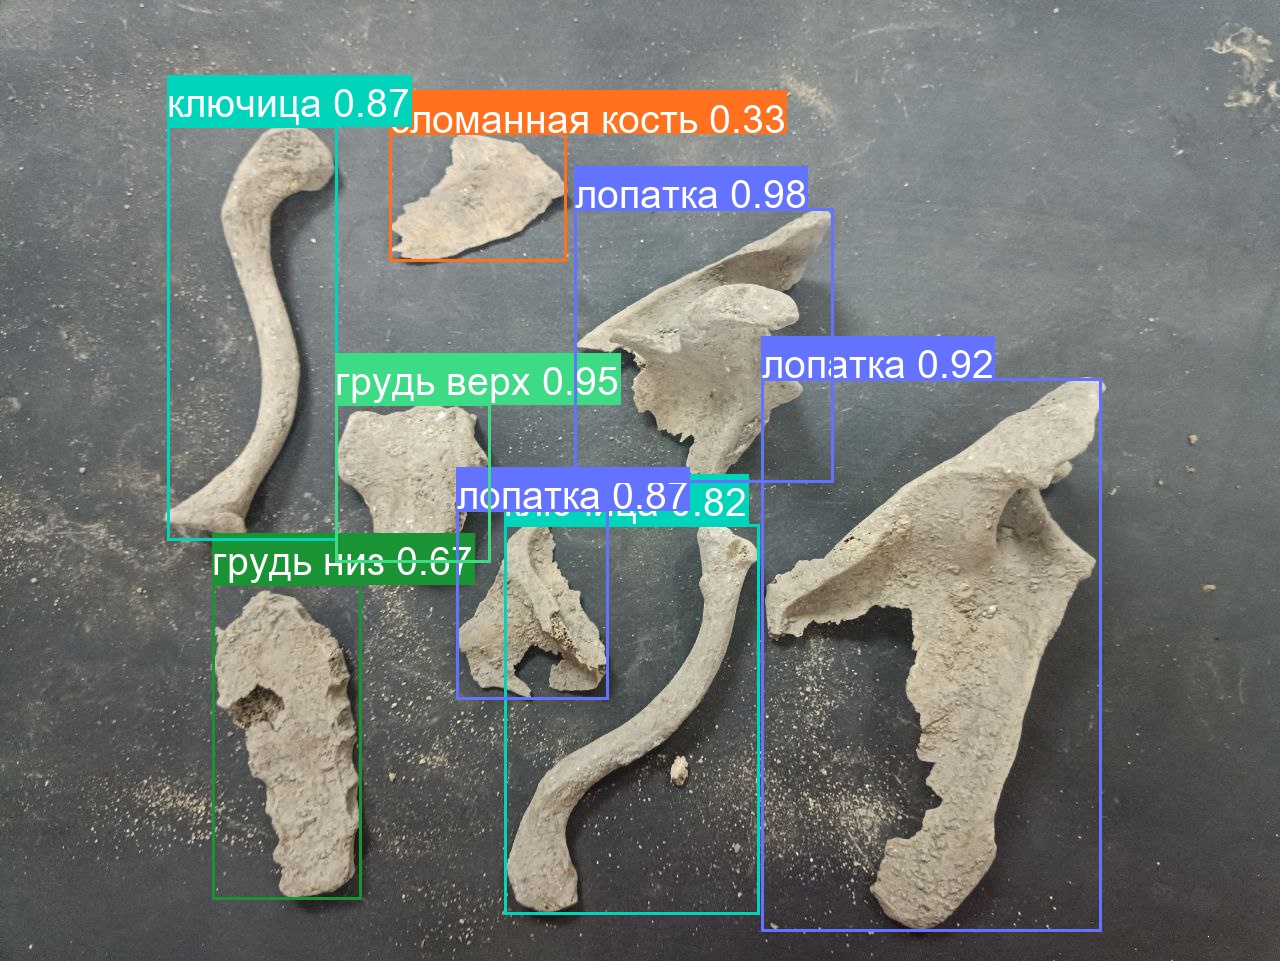 ключица 0.87
сломанная кость 0.33
лопатка 0.98
лопатка 0.92
грудь верх 0.95
лопатка 0.87
ключица 0.82
грудь низ 0.67